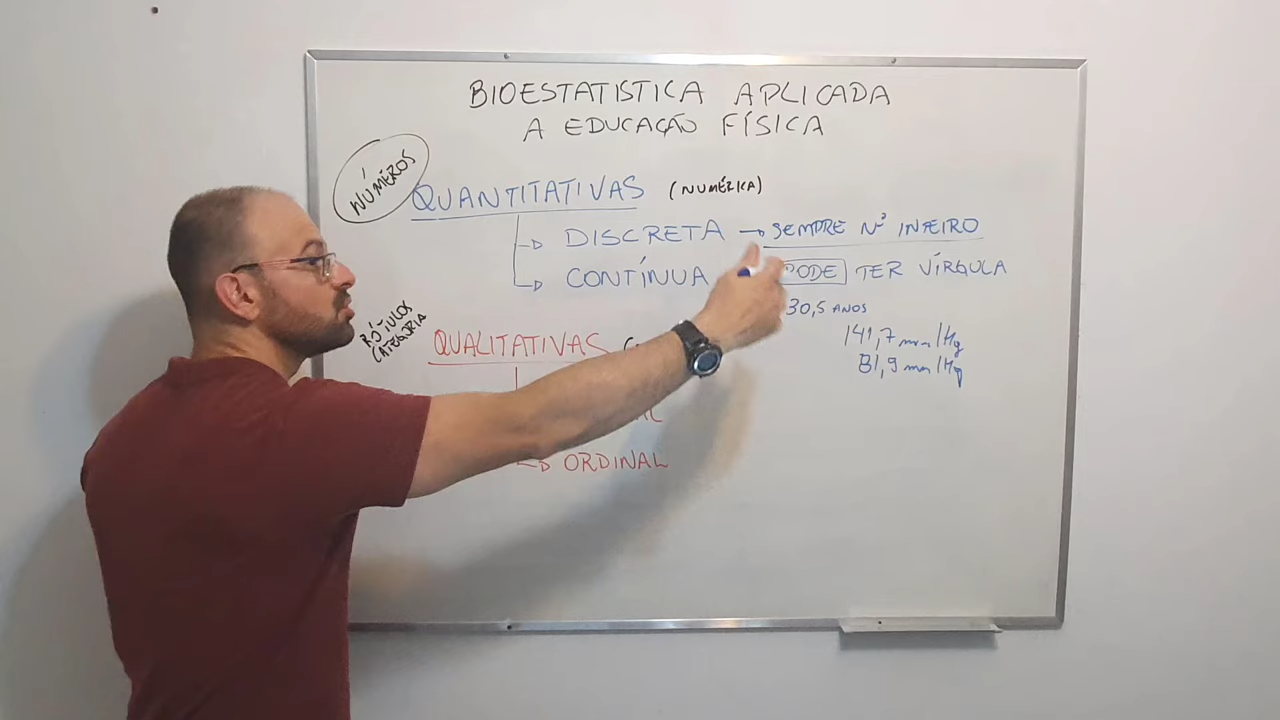 BIOESTATISTICA APLICADA
A EDUCAÇÃO FÍSICA
NÚMEROS
QUANTITATIVAS (NUMÉRICA)
DISCRETA → SEMPRE Nº INTEIRO
CONTÍNUA PODE TER VÍRGULA
30,5 ANOS
141,7 mm/Hg
81,9 mm/Hg
RÓTULOS
CATEGORIA
QUALITATIVAS (
ORDINAL